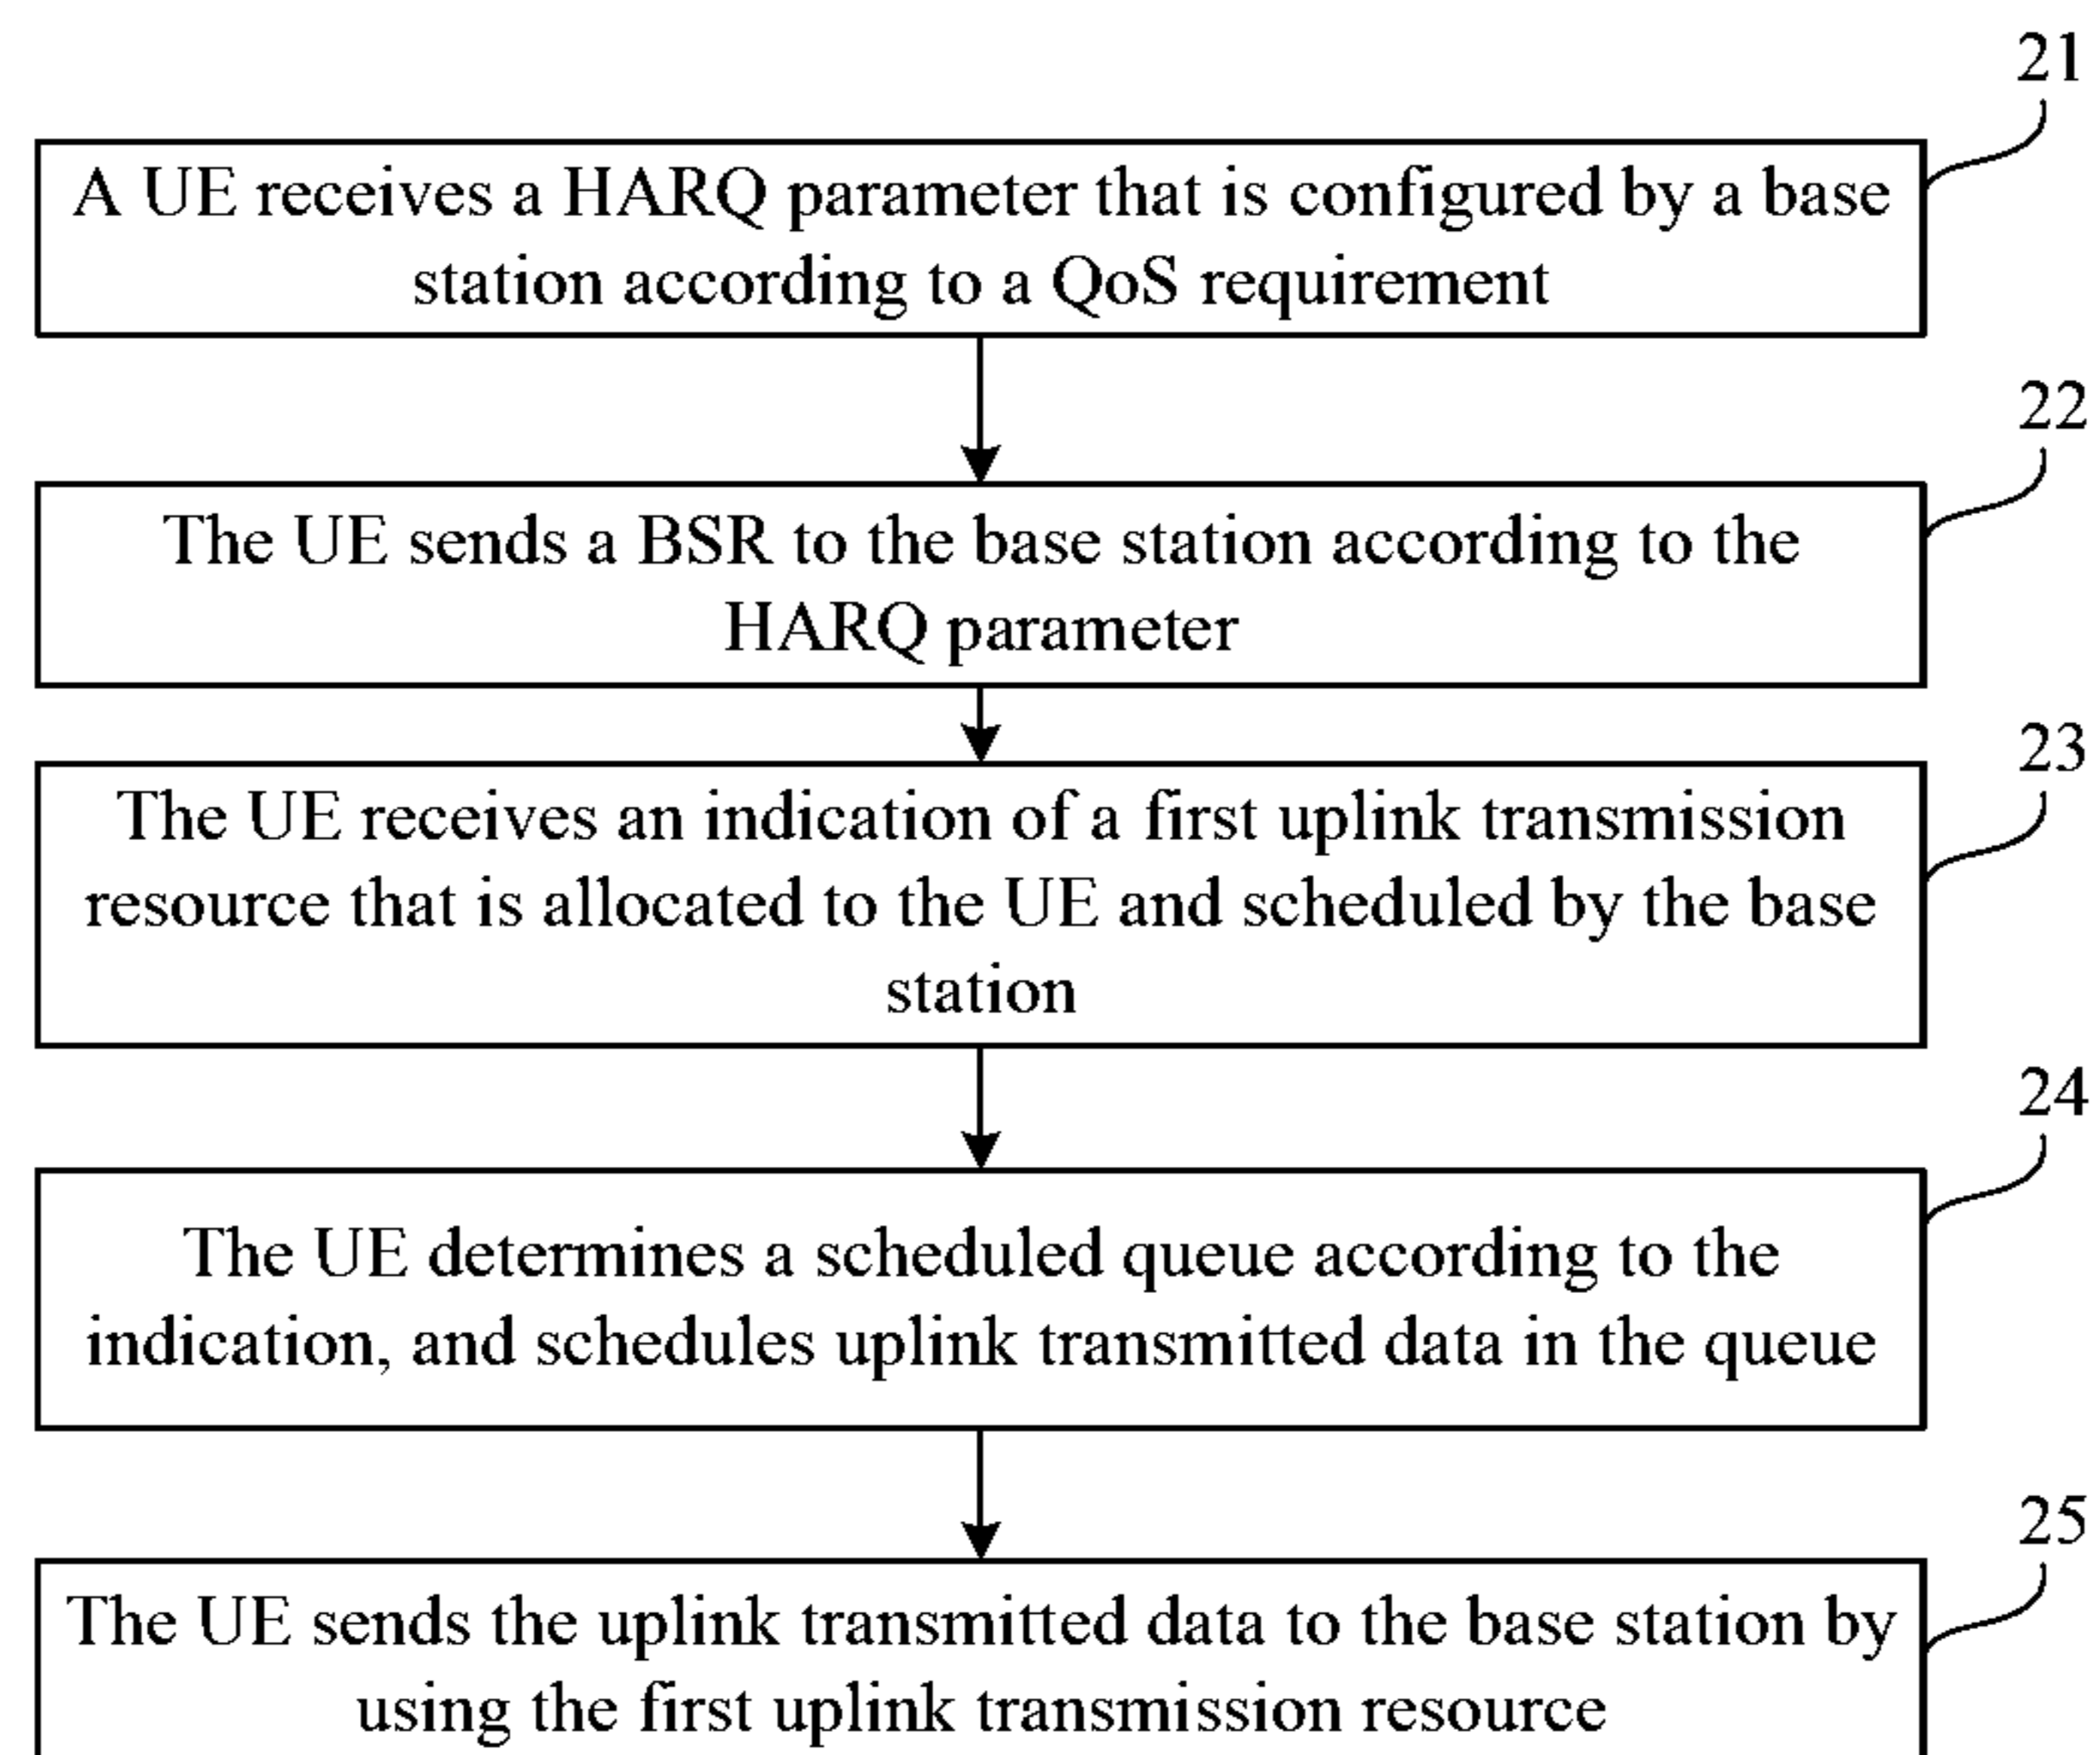 21
A UE receives a HARQ parameter that is configured by a base
station according to a QoS requirement
22
The UE sends a BSR to the base station according to the
HARQ parameter
23
The UE receives an indication of a first uplink transmission
resource that is allocated to the UE and scheduled by the base
station
24
The UE determines a scheduled queue according to the
indication, and schedules uplink transmitted data in the queue
25
The UE sends the uplink transmitted data to the base station by
using the first uplink transmission resource